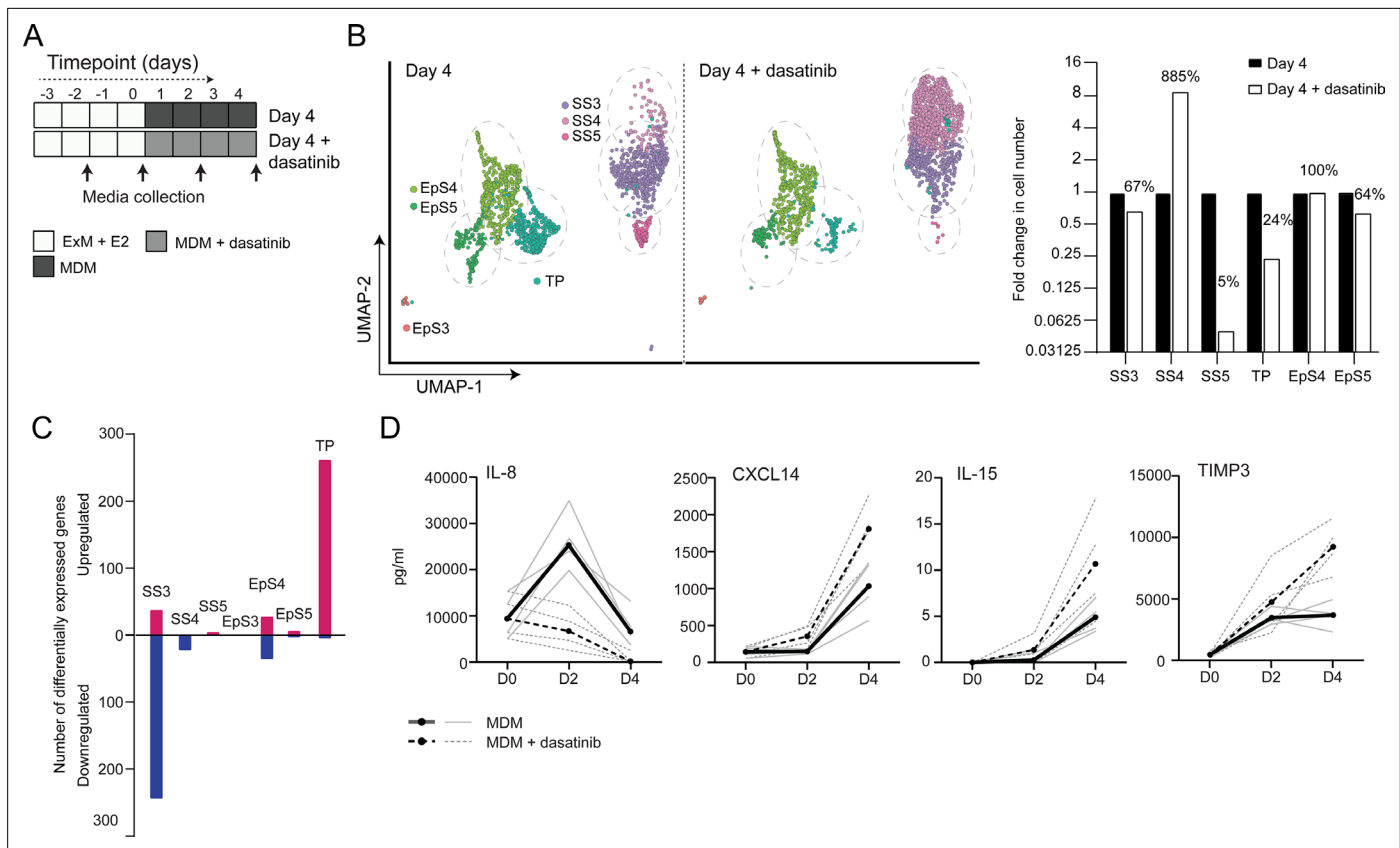 A
Timepoint (days)
-3 -2 -1 0 1 2 3 4
Day 4
Day 4 +
dasatinib
Media collection
ExM + E2
MDM + dasatinib
MDM
B
Day 4
Day 4 + dasatinib
SS3
SS4
SS5
EpS4
EpS5
TP
EpS3
UMAP-2
UMAP-1
Day 4
Day 4 + dasatinib
Fold change in cell number
16
8
4
2
1
0.5
0.25
0.125
0.0625
0.03125
67%
885%
5%
24%
100%
64%
SS3 SS4 SS5 TP EpS4 EpS5
C
Number of differentially expressed genes
Upregulated
Downregulated
300
200
100
0
100
200
300
SS3
SS4
SS5
EpS3
EpS4
EpS5
TP
D
pg/ml
IL-8
40000
30000
20000
10000
0
D0 D2 D4
CXCL14
2500
2000
1500
1000
500
0
D0 D2 D4
IL-15
20
15
10
5
0
D0 D2 D4
TIMP3
15000
10000
5000
0
D0 D2 D4
MDM
MDM + dasatinib